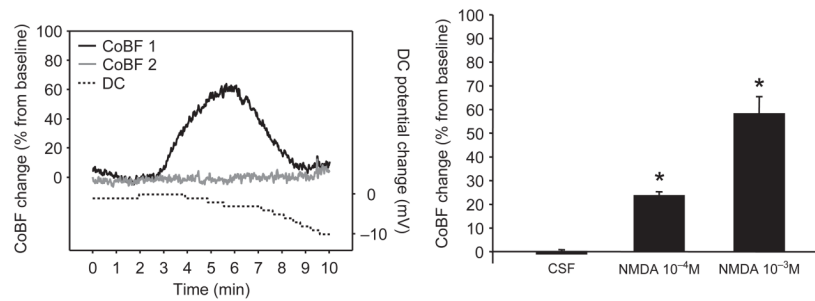 CoBF change (% from baseline)
100
80
60
40
20
0
CoBF 1
CoBF 2
DC
0
–10
DC potential change (mV)
0 1 2 3 4 5 6 7 8 9 10
Time (min)
CoBF change (% from baseline)
100
90
80
70
60
50
40
30
20
10
0
*
*
CSF NMDA 10⁻⁴M NMDA 10⁻³M